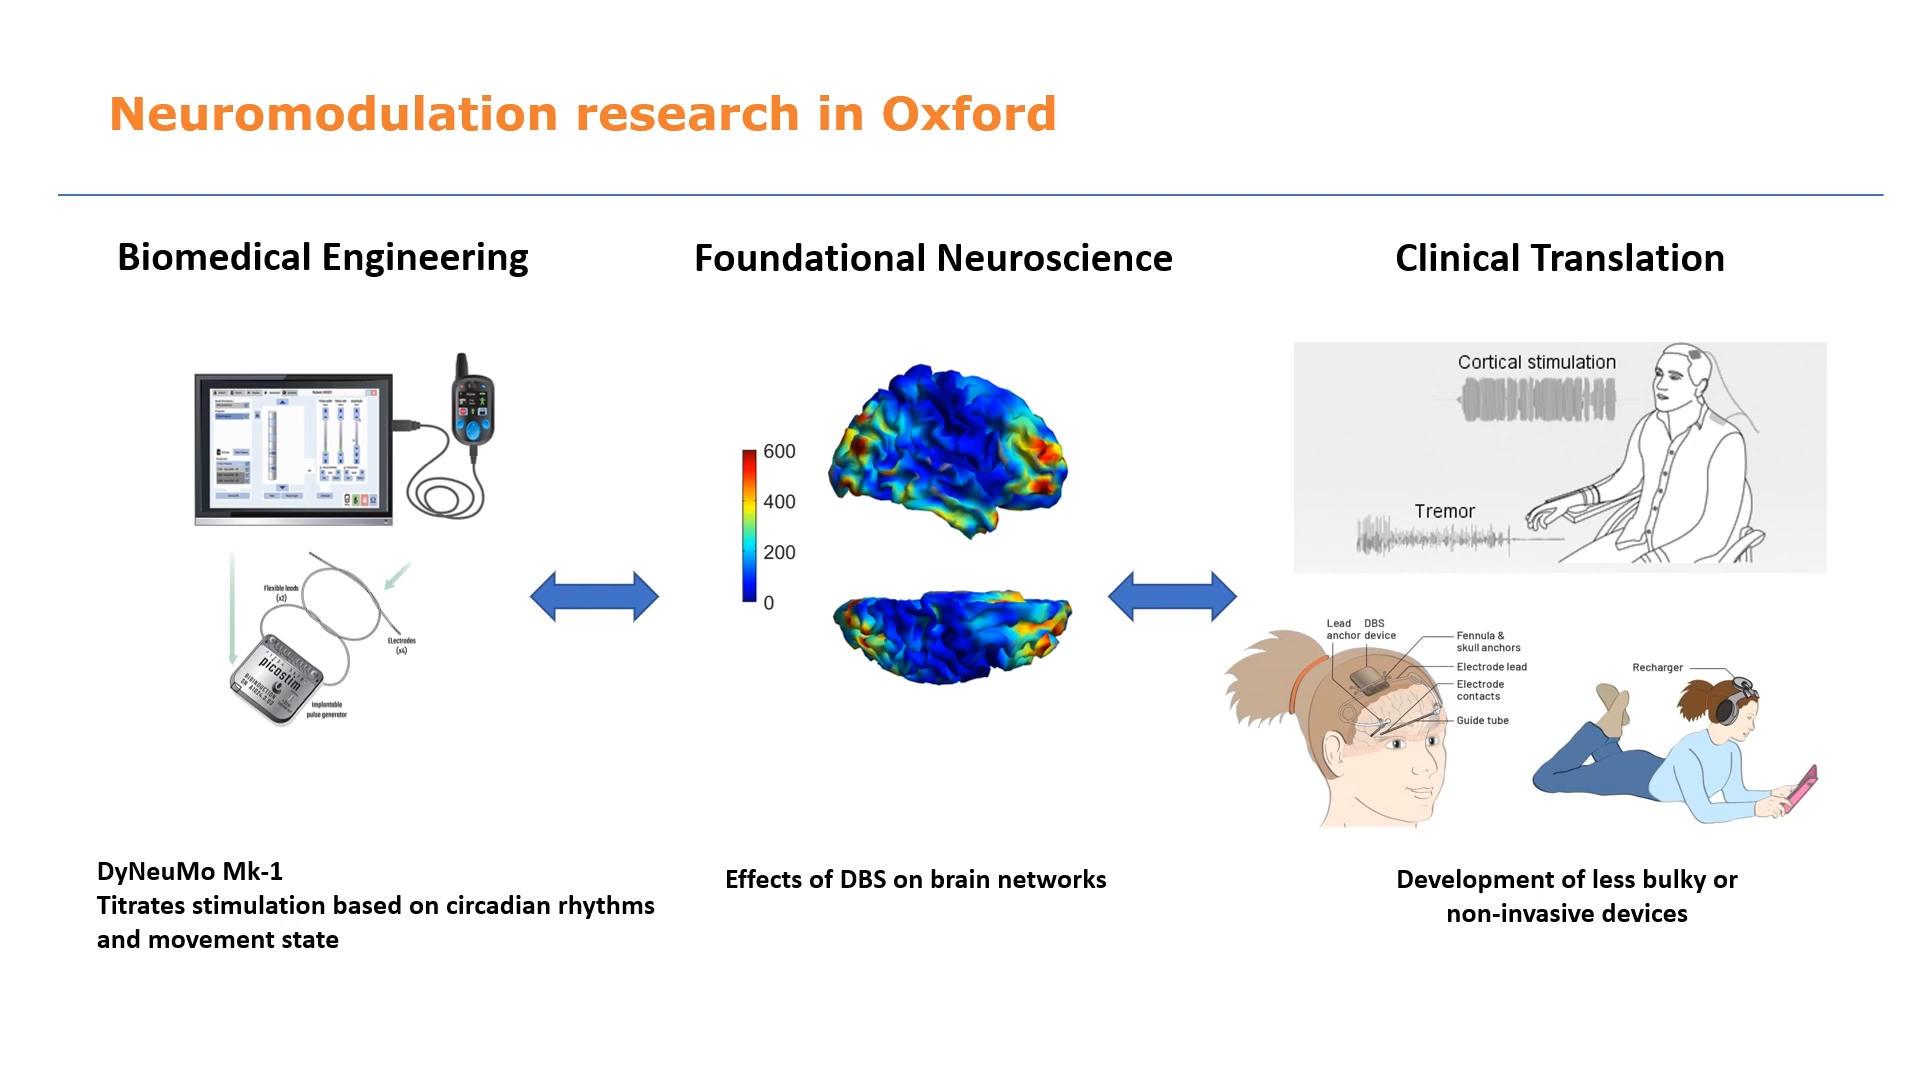 Neuromodulation research in Oxford
Biomedical Engineering
Foundational Neuroscience
Clinical Translation
Flexible leads
(x2)
Electrodes
(x4)
picostim
BIOINDUCTION
Implantable
pulse generator
600
400
200
0
Cortical stimulation
Tremor
Lead
anchor
DBS
device
Fennula &
skull anchors
Electrode lead
Electrode
contacts
Guide tube
Recharger
DyNeuMo Mk-1
Titrates stimulation based on circadian rhythms
and movement state
Effects of DBS on brain networks
Development of less bulky or
non-invasive devices